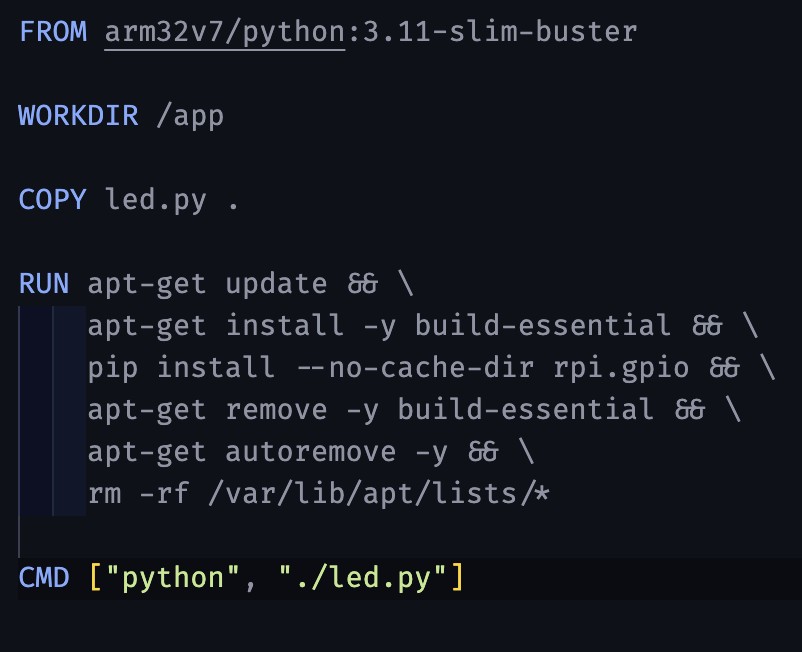 FROM arm32v7/python:3.11-slim-buster
WORKDIR /app
COPY led.py .
RUN apt-get update && \
apt-get install -y build-essential && \
pip install --no-cache-dir rpi.gpio && \
apt-get remove -y build-essential && \
apt-get autoremove -y && \
rm -rf /var/lib/apt/lists/*
CMD ["python", "./led.py"]